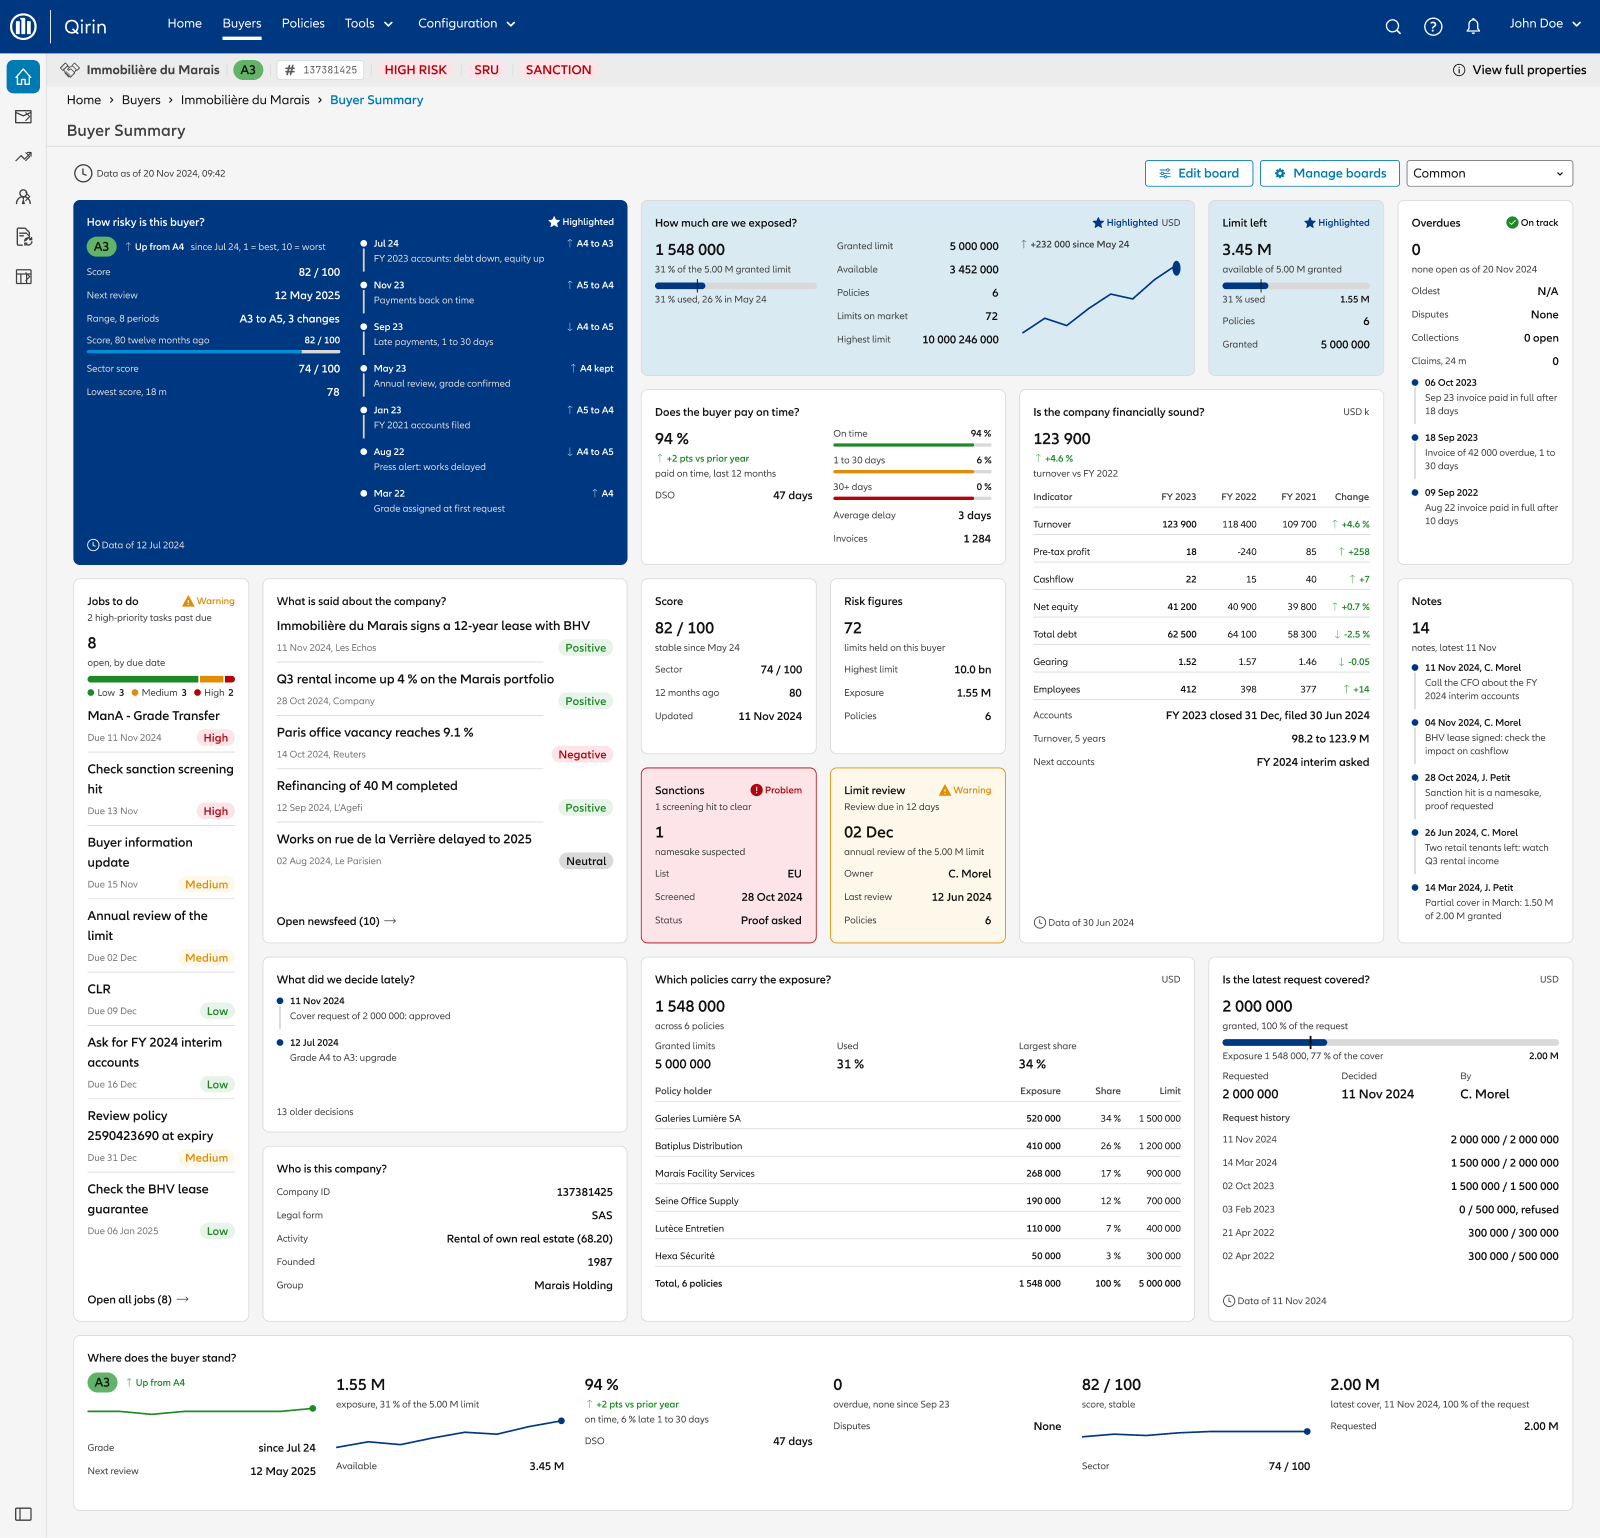 Qirin
Home
Buyers
Policies
Tools
Configuration
John Doe
Immobilière du Marais
A3
# 137381425
HIGH RISK
SRU
SANCTION
View full properties
Home › Buyers › Immobilière du Marais › Buyer Summary
Buyer Summary
Data as of 20 Nov 2024, 09:42
Edit board
Manage boards
Common
How risky is this buyer?
Highlighted
A3 ↑ Up from A4 since Jul 24, 1 = best, 10 = worst
Score 82 / 100
Next review 12 May 2025
Range, 8 periods A3 to A5, 3 changes
Score, 80 twelve months ago 82 / 100
Sector score 74 / 100
Lowest score, 18 m 78
Jul 24 ↑ A4 to A3
FY 2023 accounts: debt down, equity up
Nov 23 ↑ A5 to A4
Payments back on time
Sep 23 ↓ A4 to A5
Late payments, 1 to 30 days
May 23 ↑ A4 kept
Annual review, grade confirmed
Jan 23 ↑ A5 to A4
FY 2021 accounts filed
Aug 22 ↓ A4 to A5
Press alert: works delayed
Mar 22 ↑ A4
Grade assigned at first request
Data of 12 Jul 2024
How much are we exposed?
Highlighted USD
1 548 000
31 % of the 5.00 M granted limit
31 % used, 26 % in May 24
Granted limit 5 000 000
Available 3 452 000
Policies 6
Limits on market 72
Highest limit 10 000 246 000
↑ +232 000 since May 24
Limit left
Highlighted
3.45 M
available of 5.00 M granted
31 % used 1.55 M
Policies 6
Granted 5 000 000
Overdues
On track
0
none open as of 20 Nov 2024
Oldest N/A
Disputes None
Collections 0 open
Claims, 24 m 0
06 Oct 2023
Sep 23 invoice paid in full after
18 days
18 Sep 2023
Invoice of 42 000 overdue, 1 to
30 days
09 Sep 2022
Aug 22 invoice paid in full after
10 days
Does the buyer pay on time?
94 %
↑ +2 pts vs prior year
paid on time, last 12 months
DSO 47 days
On time 94 %
1 to 30 days 6 %
30+ days 0 %
Average delay 3 days
Invoices 1 284
Is the company financially sound?
USD k
123 900
↑ +4.6 %
turnover vs FY 2022
Indicator FY 2023 FY 2022 FY 2021 Change
Turnover 123 900 118 400 109 700 ↑ +4.6 %
Pre-tax profit 18 -240 85 ↑ +258
Cashflow 22 15 40 ↑ +7
Net equity 41 200 40 900 39 800 ↑ +0.7 %
Total debt 62 500 64 100 58 300 ↓ -2.5 %
Gearing 1.52 1.57 1.46 ↓ -0.05
Employees 412 398 377 ↑ +14
Accounts FY 2023 closed 31 Dec, filed 30 Jun 2024
Turnover, 5 years 98.2 to 123.9 M
Next accounts FY 2024 interim asked
Data of 30 Jun 2024
Jobs to do
Warning
2 high-priority tasks past due
8
open, by due date
Low 3 Medium 3 High 2
ManA - Grade Transfer
Due 11 Nov 2024 High
Check sanction screening
hit
Due 13 Nov High
Buyer information
update
Due 15 Nov Medium
Annual review of the
limit
Due 02 Dec Medium
CLR
Due 09 Dec Low
Ask for FY 2024 interim
accounts
Due 16 Dec Low
Review policy
2590423690 at expiry
Due 31 Dec Medium
Check the BHV lease
guarantee
Due 06 Jan 2025 Low
Open all jobs (8) →
What is said about the company?
Immobilière du Marais signs a 12-year lease with BHV
11 Nov 2024, Les Echos Positive
Q3 rental income up 4 % on the Marais portfolio
28 Oct 2024, Company Positive
Paris office vacancy reaches 9.1 %
14 Oct 2024, Reuters Negative
Refinancing of 40 M completed
12 Sep 2024, L'Agefi Positive
Works on rue de la Verrière delayed to 2025
02 Aug 2024, Le Parisien Neutral
Open newsfeed (10) →
Score
82 / 100
stable since May 24
Sector 74 / 100
12 months ago 80
Updated 11 Nov 2024
Risk figures
72
limits held on this buyer
Highest limit 10.0 bn
Exposure 1.55 M
Policies 6
Sanctions
Problem
1 screening hit to clear
1
namesake suspected
List EU
Screened 28 Oct 2024
Status Proof asked
Limit review
Warning
Review due in 12 days
02 Dec
annual review of the 5.00 M limit
Owner C. Morel
Last review 12 Jun 2024
Policies 6
Notes
14
notes, latest 11 Nov
11 Nov 2024, C. Morel
Call the CFO about the FY
2024 interim accounts
04 Nov 2024, C. Morel
BHV lease signed: check the
impact on cashflow
28 Oct 2024, J. Petit
Sanction hit is a namesake,
proof requested
26 Jun 2024, C. Morel
Two retail tenants left: watch
Q3 rental income
14 Mar 2024, J. Petit
Partial cover in March: 1.50 M
of 2.00 M granted
What did we decide lately?
11 Nov 2024
Cover request of 2 000 000: approved
12 Jul 2024
Grade A4 to A3: upgrade
13 older decisions
Who is this company?
Company ID 137381425
Legal form SAS
Activity Rental of own real estate (68.20)
Founded 1987
Group Marais Holding
Which policies carry the exposure?
USD
1 548 000
across 6 policies
Granted limits Used Largest share
5 000 000 31 % 34 %
Policy holder Exposure Share Limit
Galeries Lumière SA 520 000 34 % 1 500 000
Batiplus Distribution 410 000 26 % 1 200 000
Marais Facility Services 268 000 17 % 900 000
Seine Office Supply 190 000 12 % 700 000
Lutèce Entretien 110 000 7 % 400 000
Hexa Sécurité 50 000 3 % 300 000
Total, 6 policies 1 548 000 100 % 5 000 000
Is the latest request covered?
USD
2 000 000
granted, 100 % of the request
Exposure 1 548 000, 77 % of the cover 2.00 M
Requested Decided By
2 000 000 11 Nov 2024 C. Morel
Request history
11 Nov 2024 2 000 000 / 2 000 000
14 Mar 2024 1 500 000 / 2 000 000
02 Oct 2023 1 500 000 / 1 500 000
03 Feb 2023 0 / 500 000, refused
21 Apr 2022 300 000 / 300 000
02 Apr 2022 300 000 / 500 000
Data of 11 Nov 2024
Where does the buyer stand?
A3 ↑ Up from A4
Grade since Jul 24
Next review 12 May 2025
1.55 M
exposure, 31 % of the 5.00 M limit
Available 3.45 M
94 %
↑ +2 pts vs prior year
on time, 6 % late 1 to 30 days
DSO 47 days
0
overdue, none since Sep 23
Disputes None
82 / 100
score, stable
Sector 74 / 100
2.00 M
latest cover, 11 Nov 2024, 100 % of the request
Requested 2.00 M